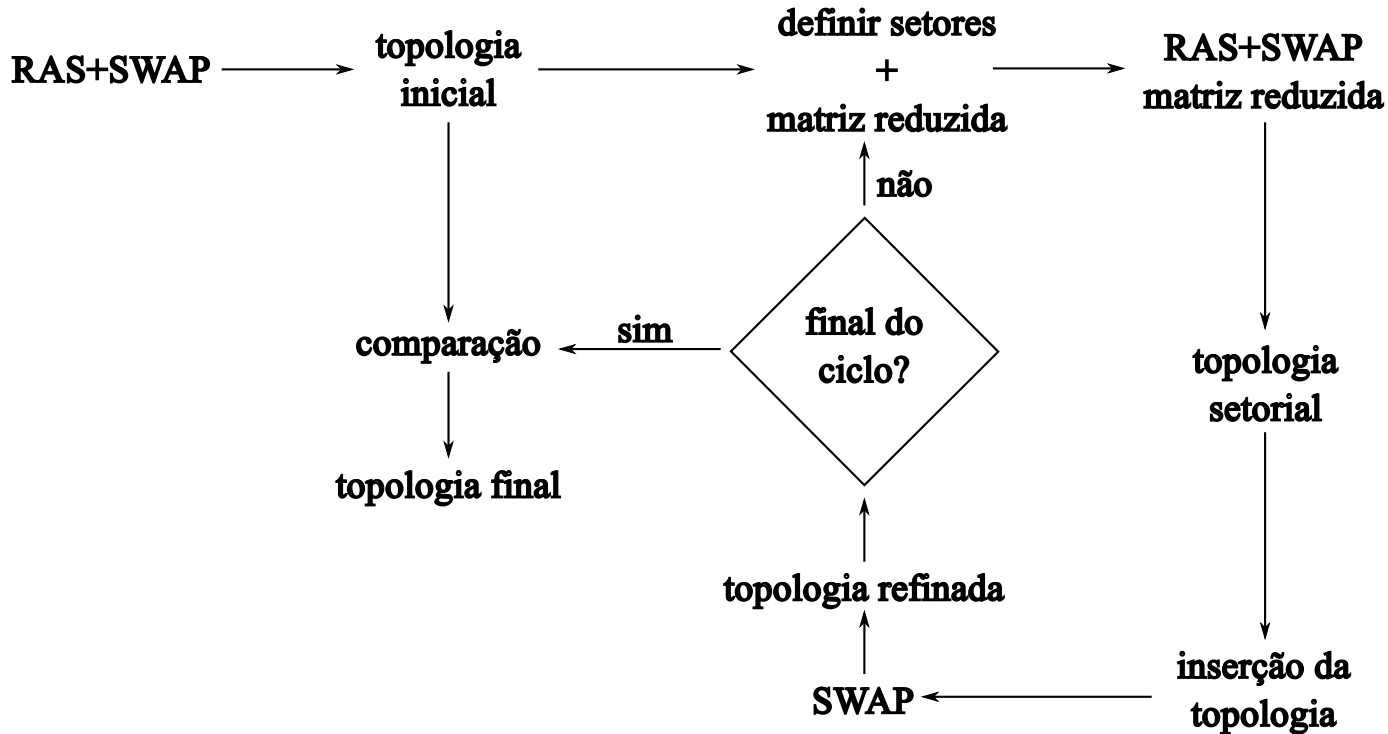 RAS+SWAP
topologia
inicial
definir setores
+
matriz reduzida
RAS+SWAP
matriz reduzida
não
final do
ciclo?
sim
comparação
topologia final
topologia
setorial
topologia refinada
SWAP
inserção da
topologia